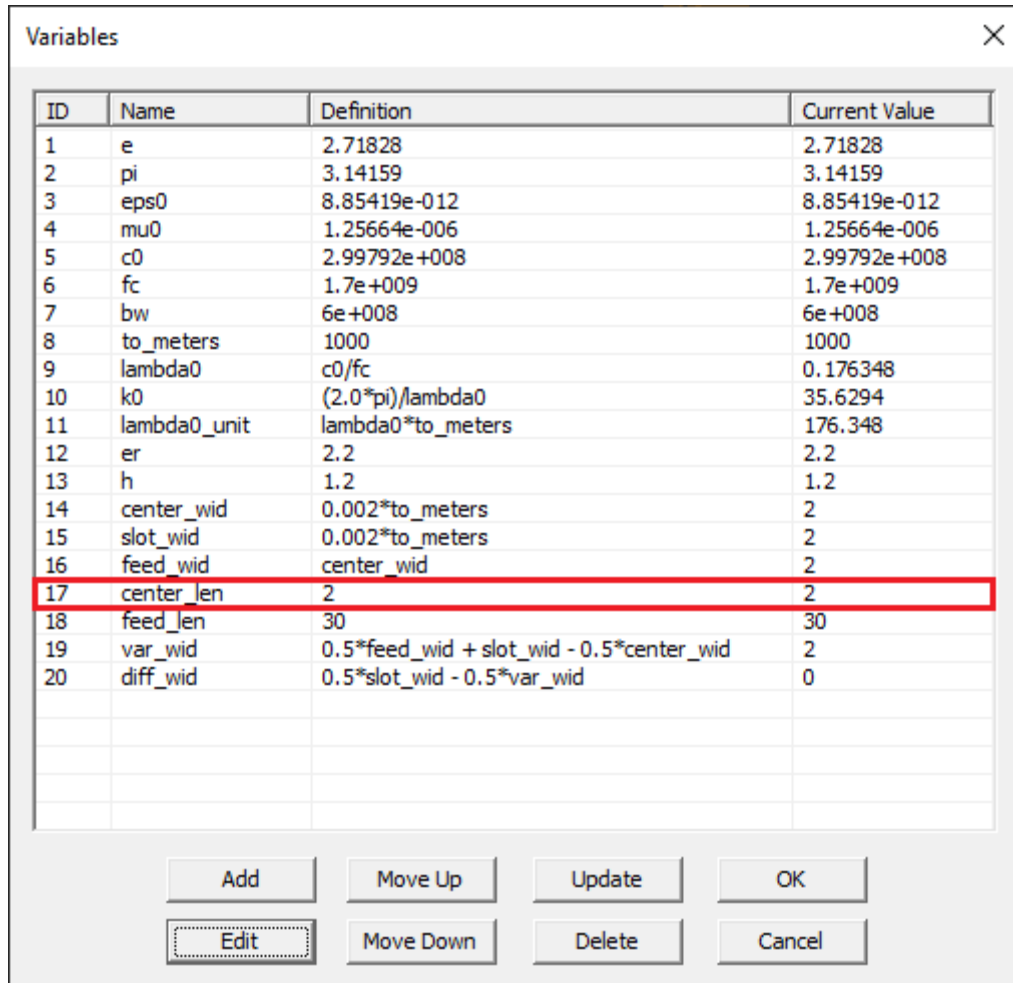 Variables
ID Name Definition Current Value
1 e 2.71828 2.71828
2 pi 3.14159 3.14159
3 eps0 8.85419e-012 8.85419e-012
4 mu0 1.25664e-006 1.25664e-006
5 c0 2.99792e+008 2.99792e+008
6 fc 1.7e+009 1.7e+009
7 bw 6e+008 6e+008
8 to_meters 1000 1000
9 lambda0 c0/fc 0.176348
10 k0 (2.0*pi)/lambda0 35.6294
11 lambda0_unit lambda0*to_meters 176.348
12 er 2.2 2.2
13 h 1.2 1.2
14 center_wid 0.002*to_meters 2
15 slot_wid 0.002*to_meters 2
16 feed_wid center_wid 2
17 center_len 2 2
18 feed_len 30 30
19 var_wid 0.5*feed_wid + slot_wid - 0.5*center_wid 2
20 diff_wid 0.5*slot_wid - 0.5*var_wid 0
Add Move Up Update OK
Edit Move Down Delete Cancel